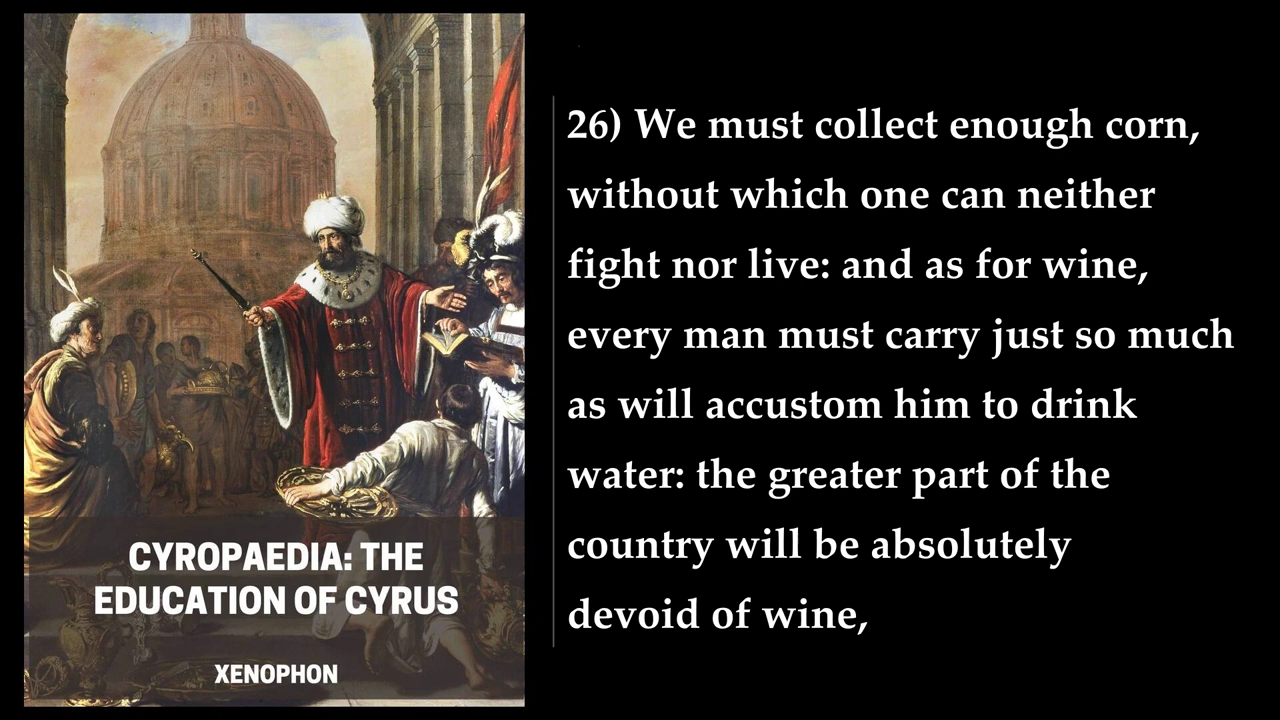 CYROPAEDIA: THE
EDUCATION OF CYRUS
XENOPHON
26) We must collect enough corn,
without which one can neither
fight nor live: and as for wine,
every man must carry just so much
as will accustom him to drink
water: the greater part of the
country will be absolutely
devoid of wine,